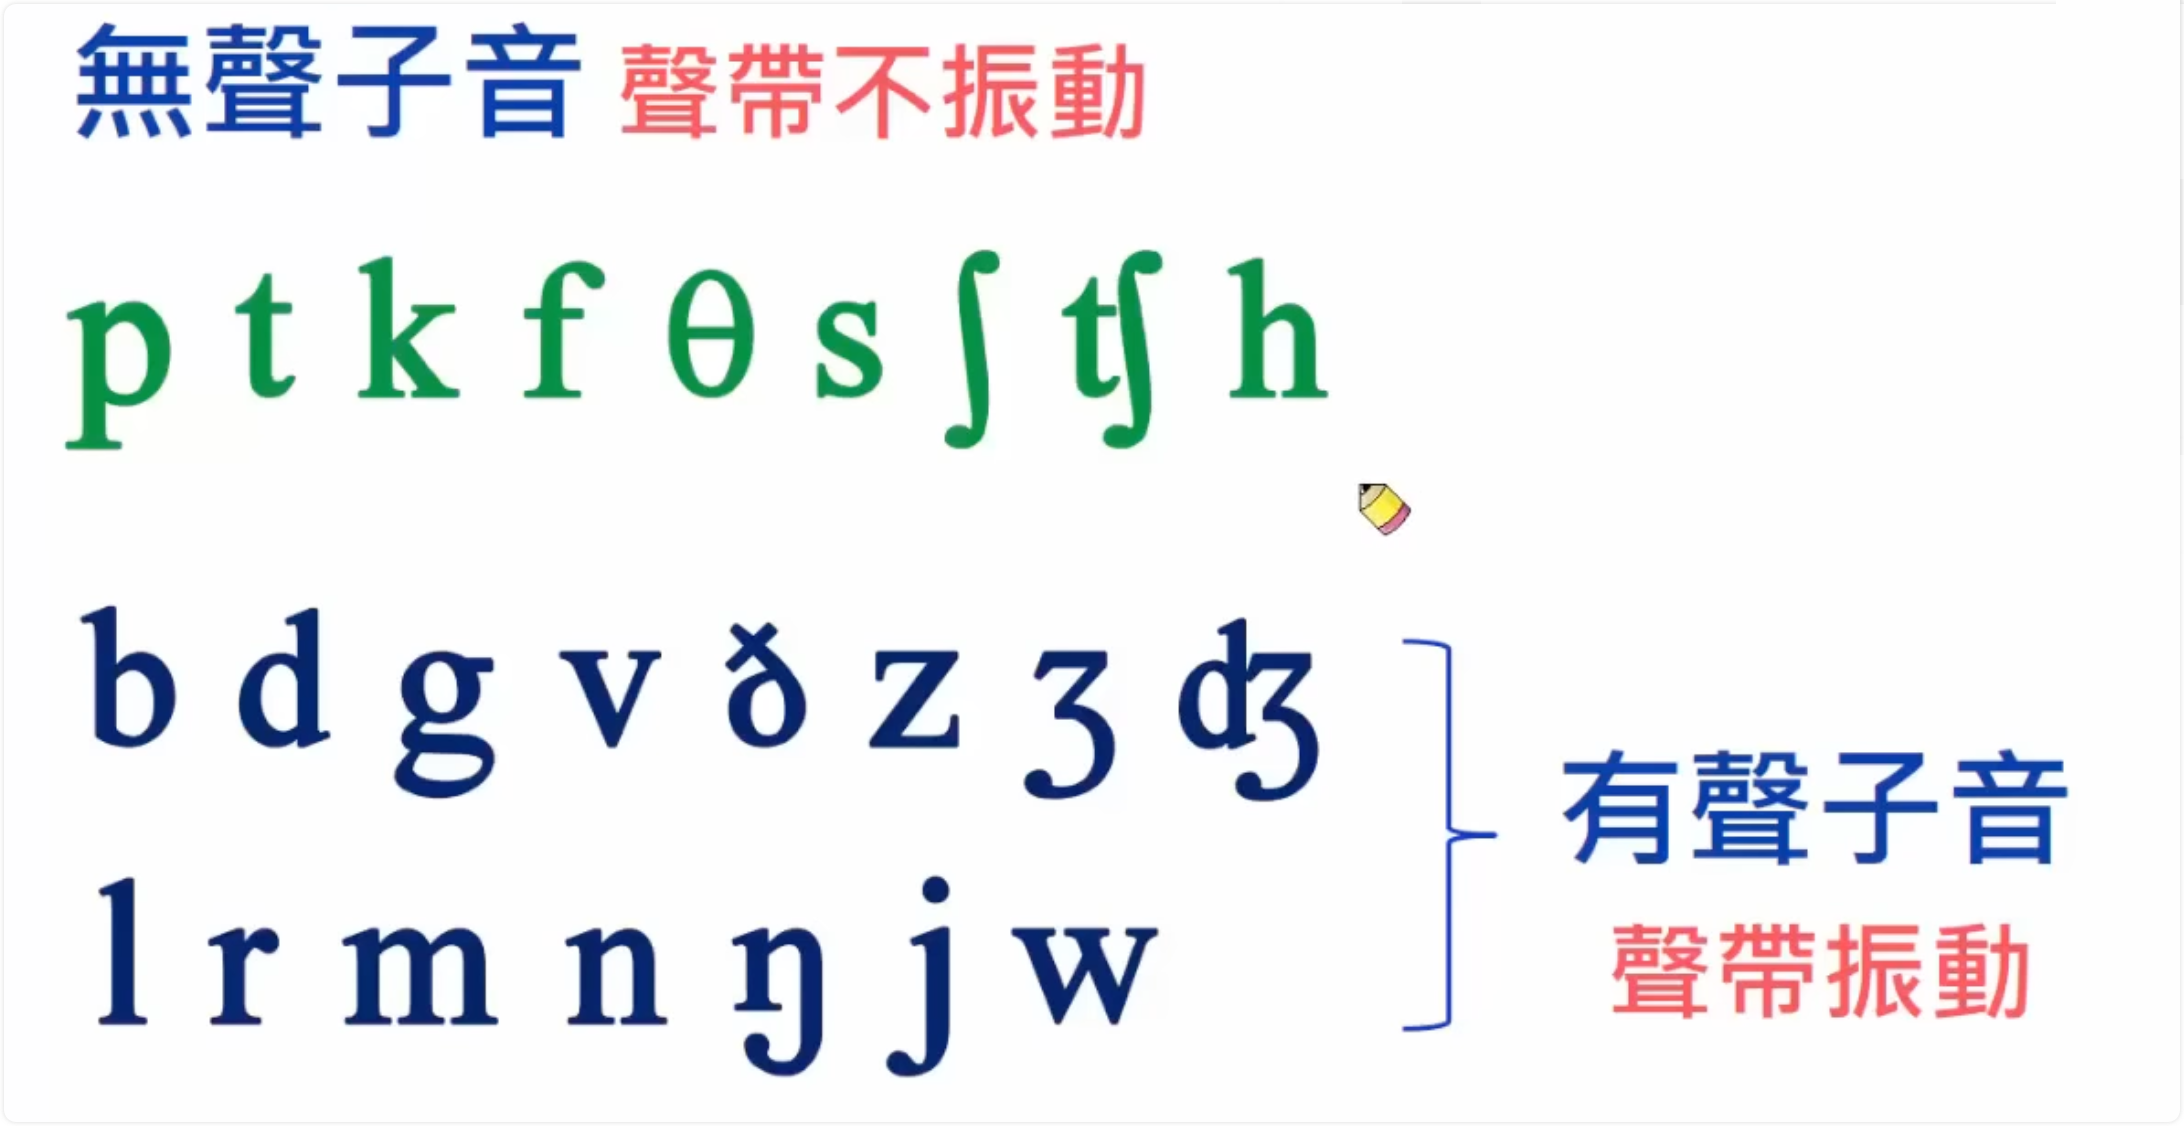 無聲子音 聲帶不振動
p t k f θ s ʃ ʧ h
b d g v ð z ʒ ʤ
有聲子音
l r m n ŋ j w
聲帶振動